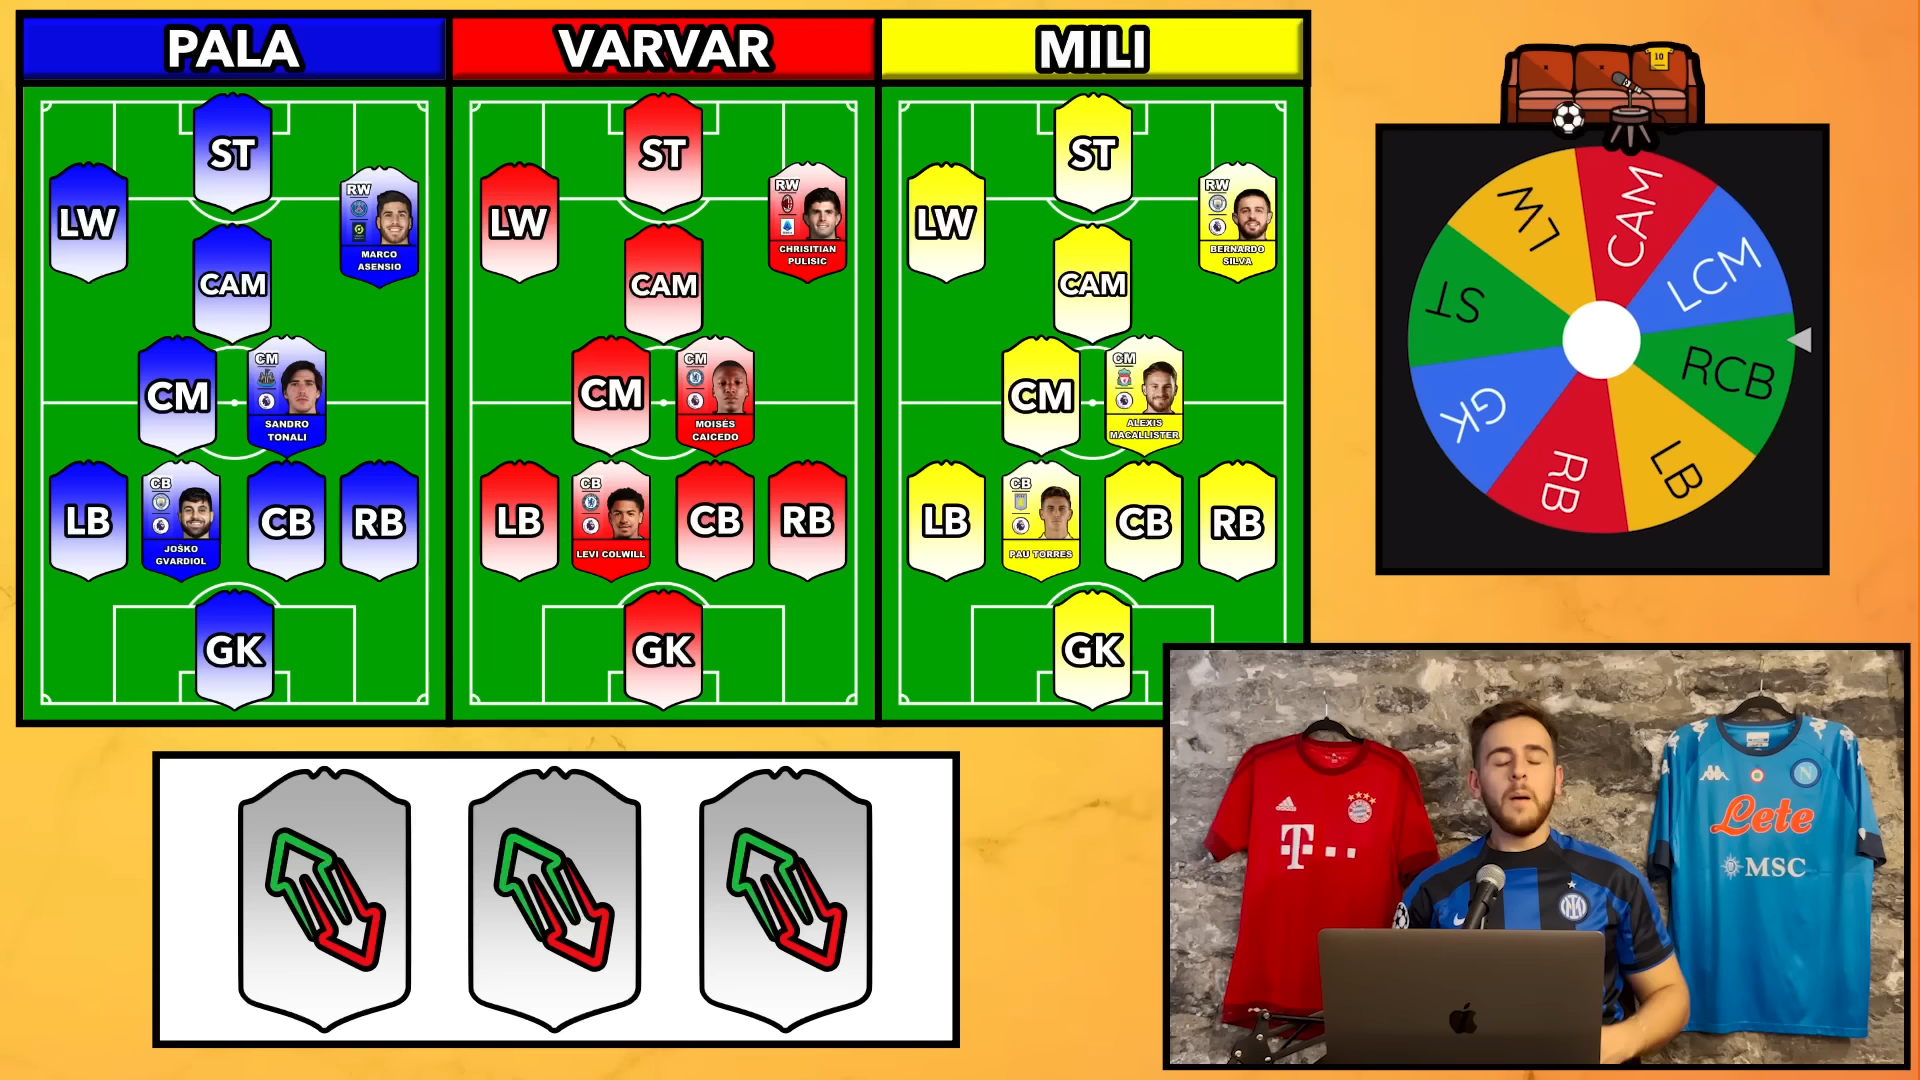 PALA
VARVAR
MILI
ST
LW
RW
MARCO
ASENSIO
CAM
CM
CM
SANDRO
TONALI
LB
CB
JOŠKO
GVARDIOL
CB
RB
GK
ST
LW
RW
CHRISITIAN
PULISIC
CAM
CM
CM
MOISÉS
CAICEDO
LB
CB
LEVI COLWILL
CB
RB
GK
ST
LW
RW
BERNARDO
SILVA
CAM
CM
CM
ALEXIS
MACALLISTER
LB
CB
PAU TORRES
CB
RB
GK
10
CAM
LCM
RCB
LB
RB
GK
ST
LW
T
Lete
MSC
N